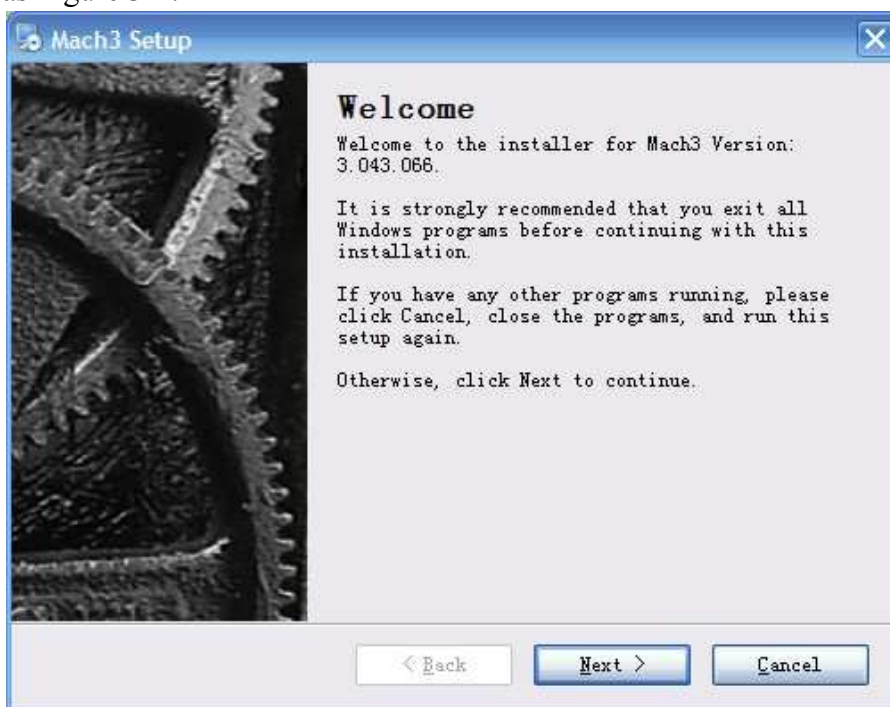 as Figure
Mach3 Setup
Welcome
Welcome to the installer for Mach3 Version:
3.043.066.
It is strongly recommended that you exit all
Windows programs before continuing with this
installation.
If you have any other programs running, please
click Cancel, close the programs, and run this
setup again.
Otherwise, click Next to continue.
< Back
Next >
Cancel